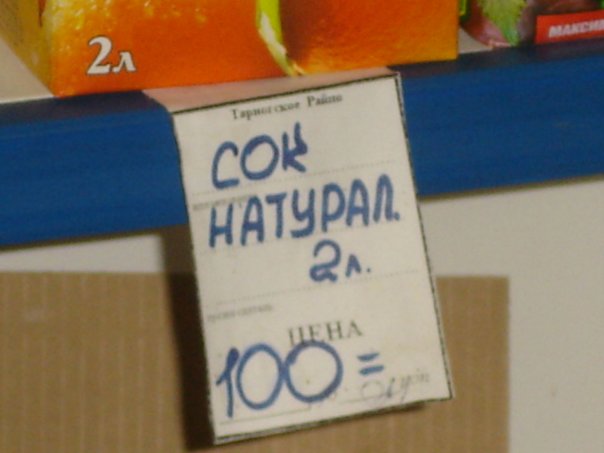 2л
МАКСИ
Тарногское Райпо
СОК
НАТУРАЛ.
2л.
ЦЕНА
100=